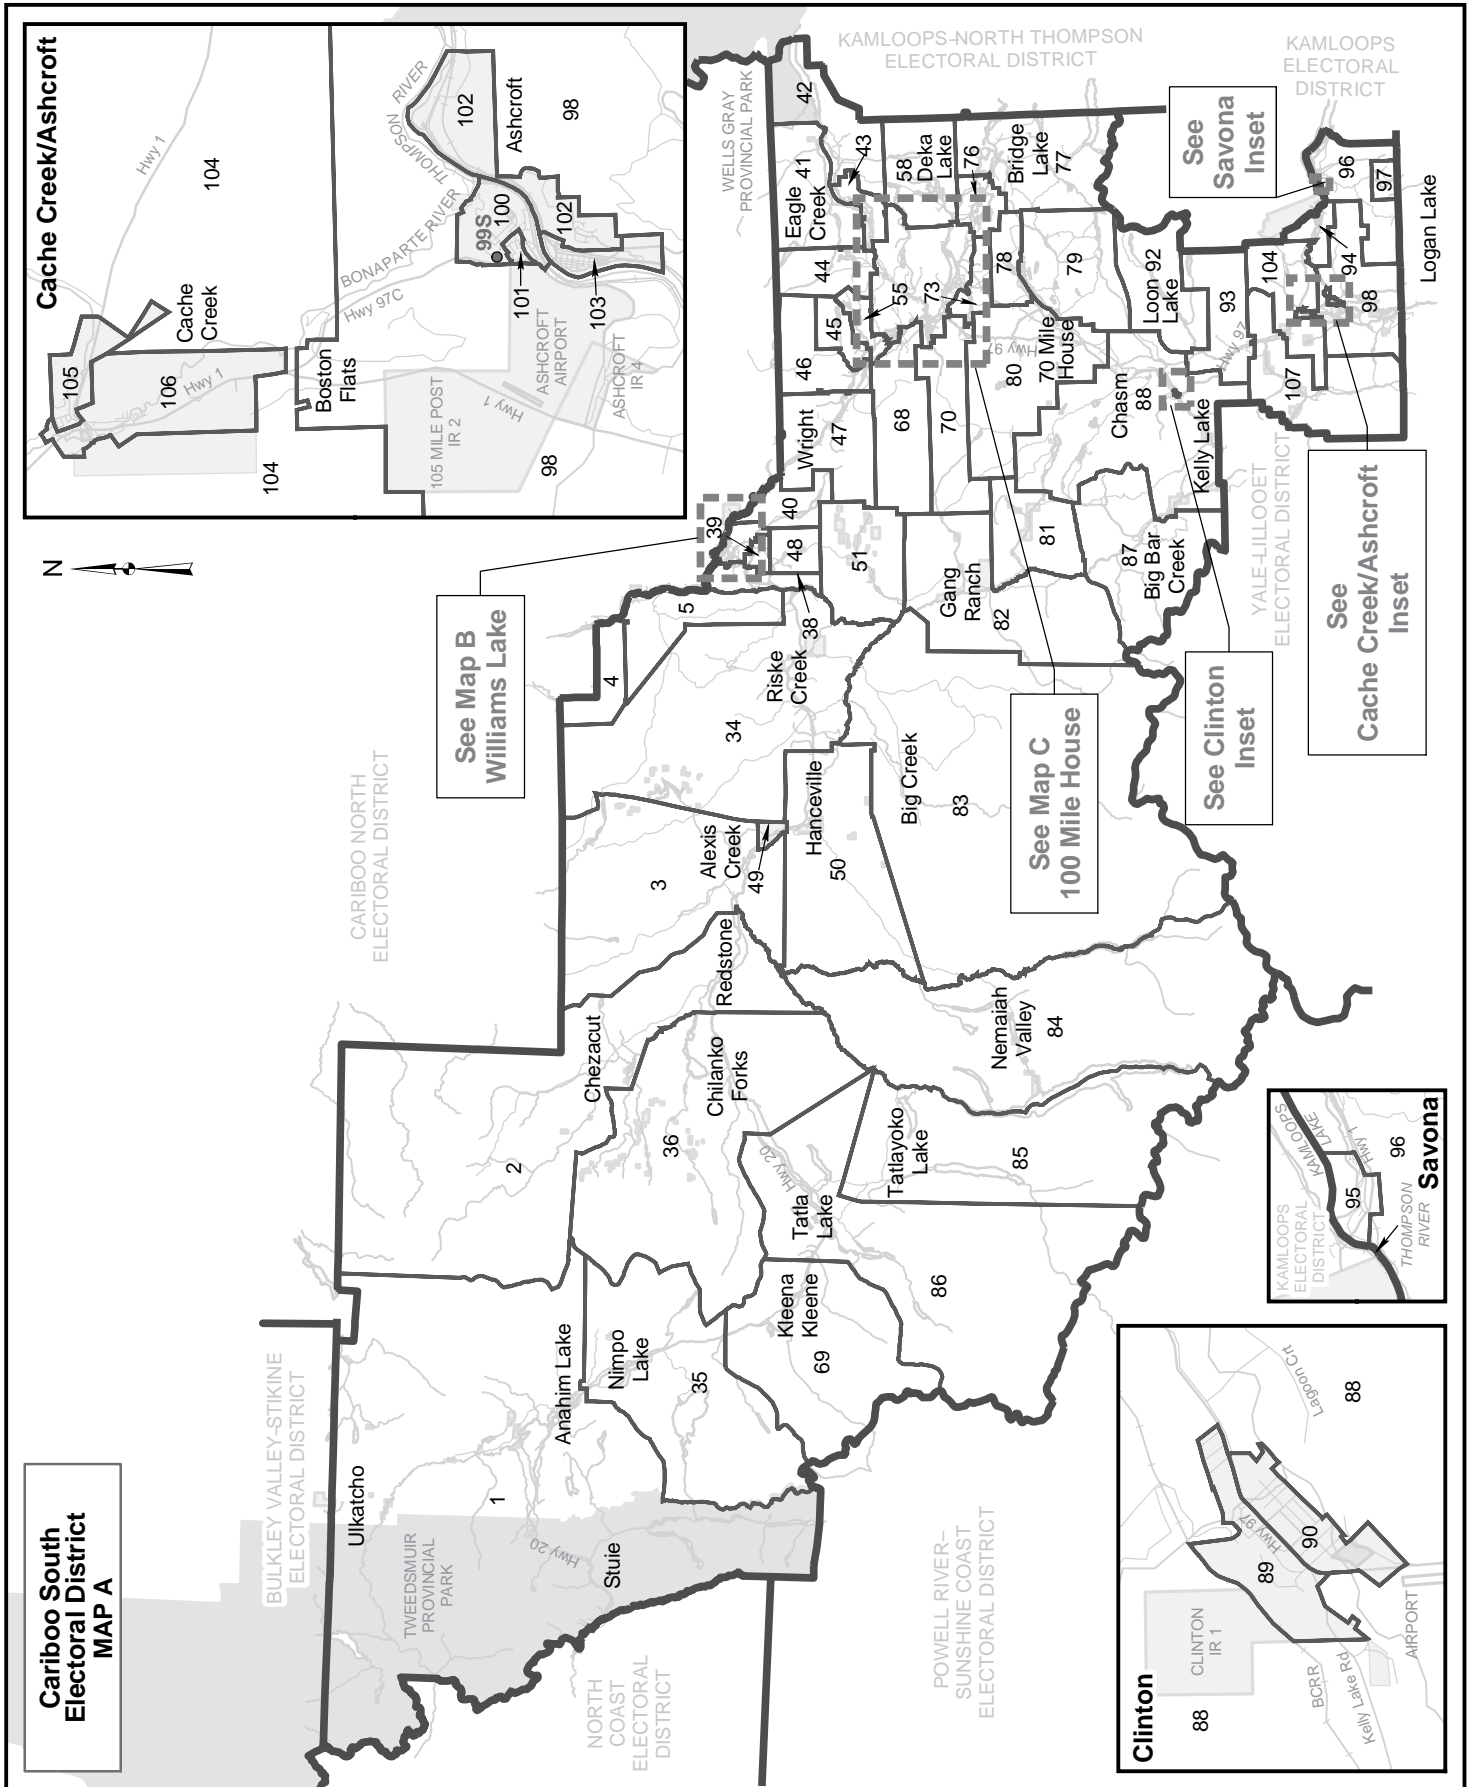 Cariboo South
Electoral District
MAP A
BULKLEY VALLEY-STIKINE
ELECTORAL DISTRICT
CARIBOO NORTH
ELECTORAL DISTRICT
NORTH
COAST
ELECTORAL
DISTRICT
POWELL RIVER–
SUNSHINE COAST
ELECTORAL DISTRICT
YALE-LILLOOET
ELECTORAL DISTRICT
KAMLOOPS-NORTH THOMPSON
ELECTORAL DISTRICT
KAMLOOPS
ELECTORAL
DISTRICT
WELLS GRAY
PROVINCIAL PARK
TWEEDSMUIR
PROVINCIAL
PARK
N
Ulkatcho
1
Hwy 20
Stuie
Anahim Lake
Nimpo
Lake
35
2
Chezacut
36
Chilanko
Forks
Redstone
Hwy 20
Tatla
Lake
Kleena
Kleene
69
86
Tatlayoko
Lake
85
Nemaiah
Valley
84
3
Alexis
Creek
49
Hanceville
50
Big Creek
83
34
Riske
Creek
4
5
38
39
40
48
51
Gang
Ranch
82
81
87
Big Bar
Creek
Kelly Lake
Wright
47
68
70
46
45
44
Eagle
Creek
41
42
43
55
73
58
Deka
Lake
76
Bridge
Lake
77
78
79
80
70 Mile
House
Hwy 97
Chasm
88
Loon
Lake
92
93
Hwy 97
104
107
94
98
96
97
Logan Lake
See Map B
Williams Lake
See Map C
100 Mile House
See Clinton
Inset
See
Cache Creek/Ashcroft
Inset
See
Savona
Inset
Cache Creek/Ashcroft
Hwy 1
104
105
106
Hwy 1
Cache
Creek
104
Boston
Flats
BONAPARTE RIVER
Hwy 97C
THOMPSON
RIVER
102
Ashcroft
98
100
99S
101
102
103
105 MILE POST
IR 2
Hwy 1
ASHCROFT
AIRPORT
ASHCROFT
IR 4
98
Clinton
88
CLINTON
IR 1
89
Hwy 97
90
Lagoon Crt
88
BCRR
Kelly Lake Rd
AIRPORT
Savona
KAMLOOPS
ELECTORAL
DISTRICT
KAMLOOPS
LAKE
Hwy 1
95
96
THOMPSON
RIVER